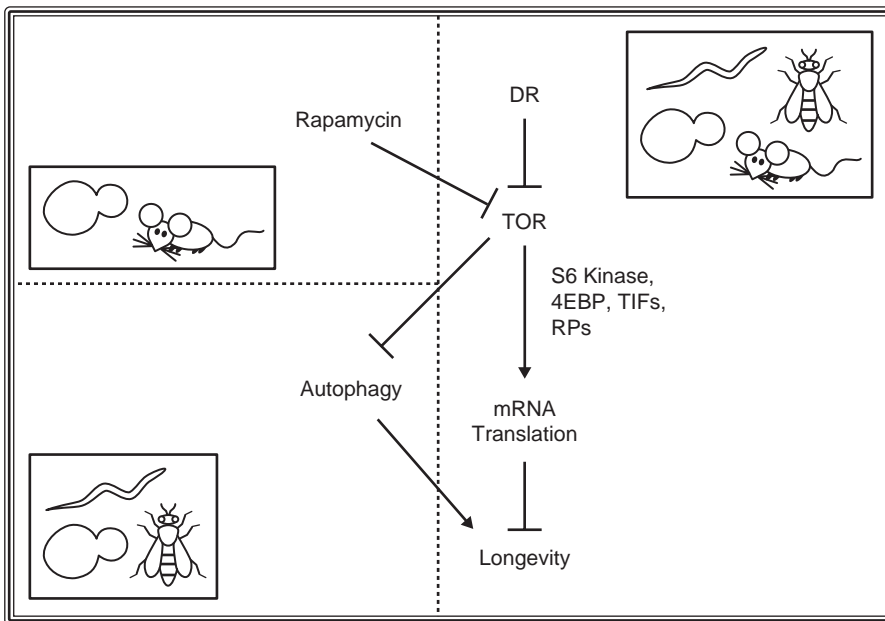 DR
Rapamycin
TOR
S6 Kinase,
4EBP, TIFs,
RPs
Autophagy
mRNA
Translation
Longevity